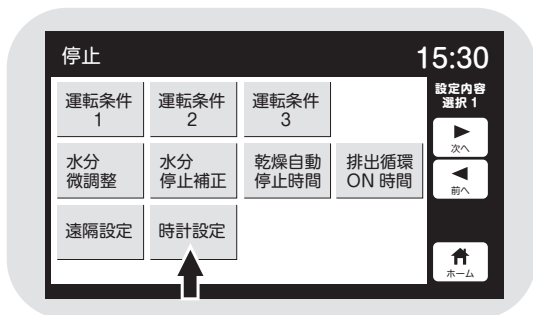 停止
15:30
設定内容
選択 1
運転条件
1
運転条件
2
運転条件
3
次へ
水分
微調整
水分
停止補正
乾燥自動
停止時間
排出循環
ON 時間
前へ
遠隔設定
時計設定
ホーム